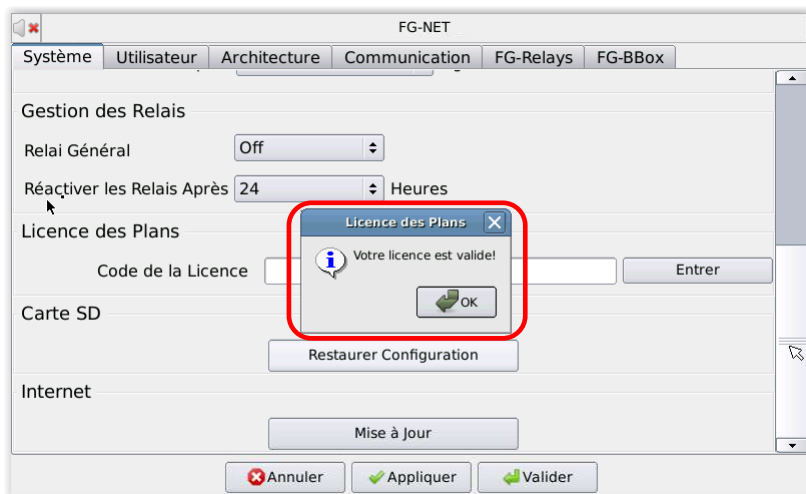 FG-NET
Système Utilisateur Architecture Communication FG-Relays FG-BBox
Gestion des Relais
Relai Général Off
Réactiver les Relais Après 24 Heures
Licence des Plans
Licence des Plans
Votre licence est valide!
OK
Code de la Licence Entrer
Carte SD
Restaurer Configuration
Internet
Mise à Jour
Annuler Appliquer Valider